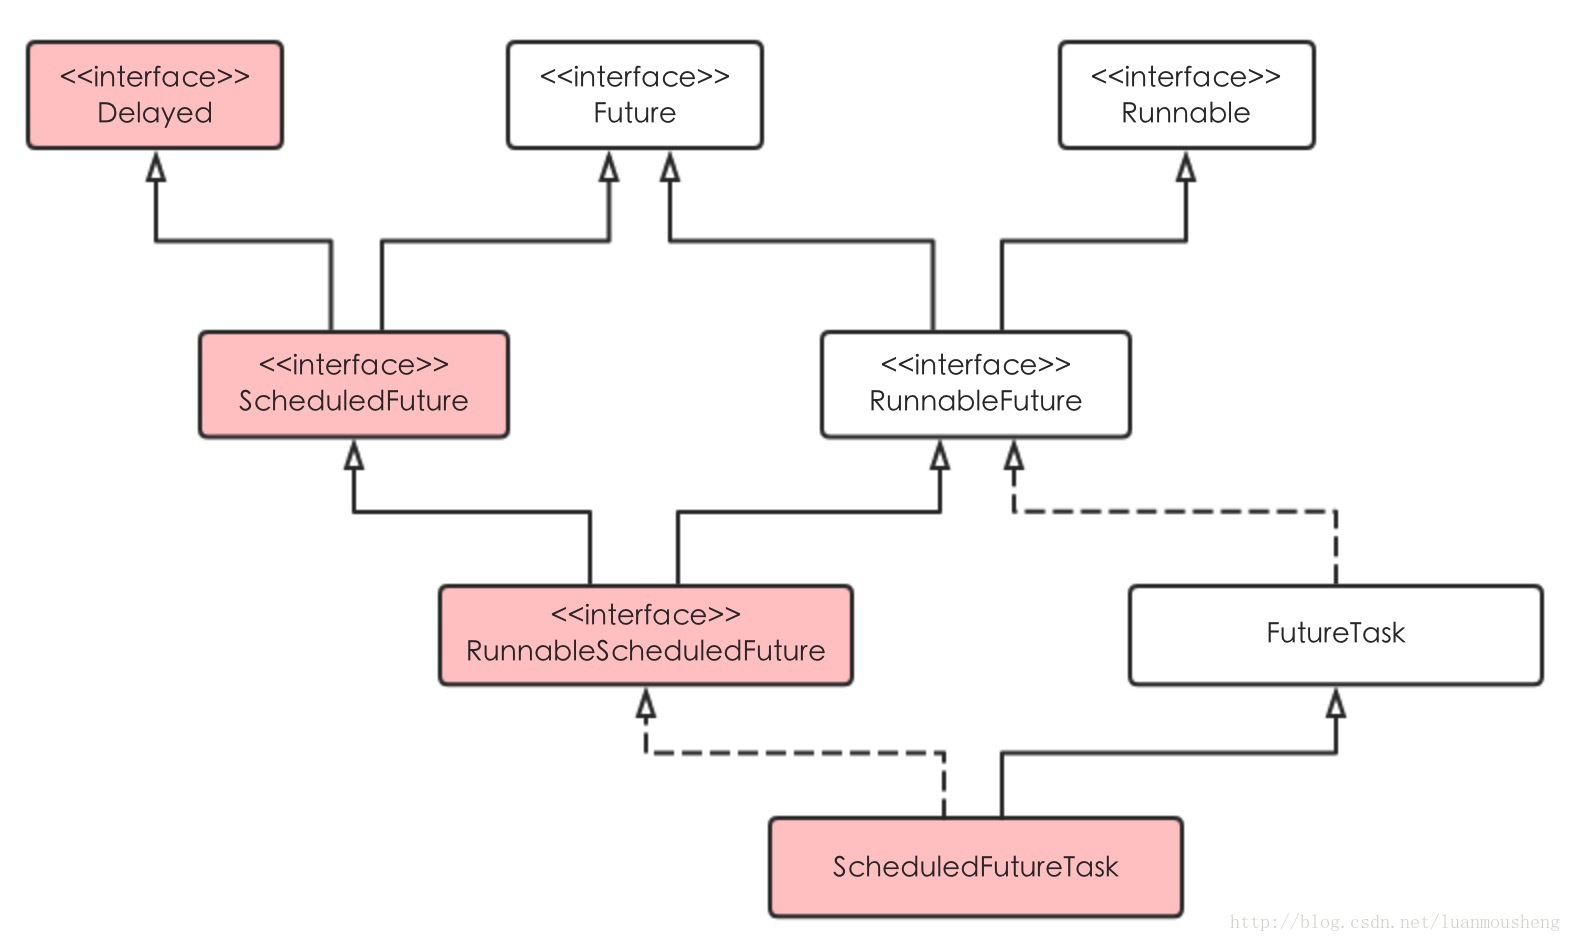 <<interface>>
Delayed
<<interface>>
Future
<<interface>>
Runnable
<<interface>>
ScheduledFuture
<<interface>>
RunnableFuture
<<interface>>
RunnableScheduledFuture
FutureTask
ScheduledFutureTask
http://blog.csdn.net/luanmousheng